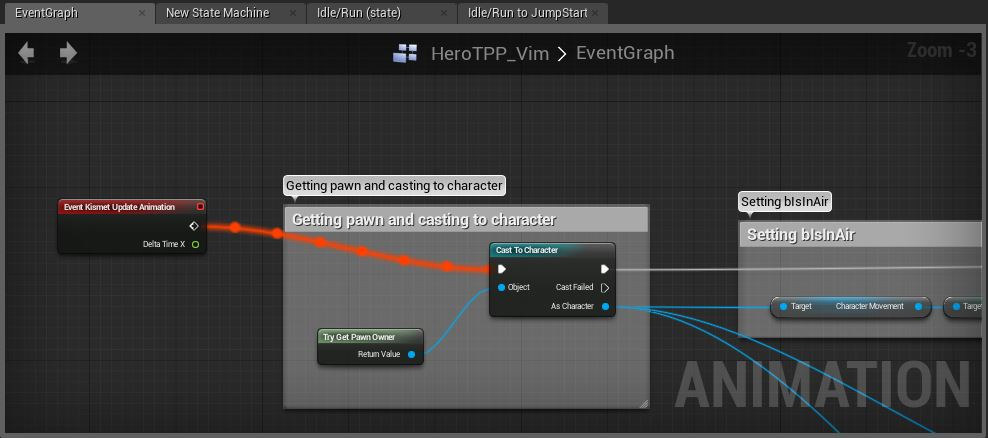 EventGraph
New State Machine
Idle/Run (state)
Idle/Run to JumpStart
HeroTPP_Vim > EventGraph
Zoom -3
Getting pawn and casting to character
Setting bIsInAir
Event Kismet Update Animation
Delta Time X
Getting pawn and casting to character
Setting bIsInAir
Cast To Character
Object
Cast Failed
As Character
Target
Character Movement
Target
Try Get Pawn Owner
Return Value
ANIMATION